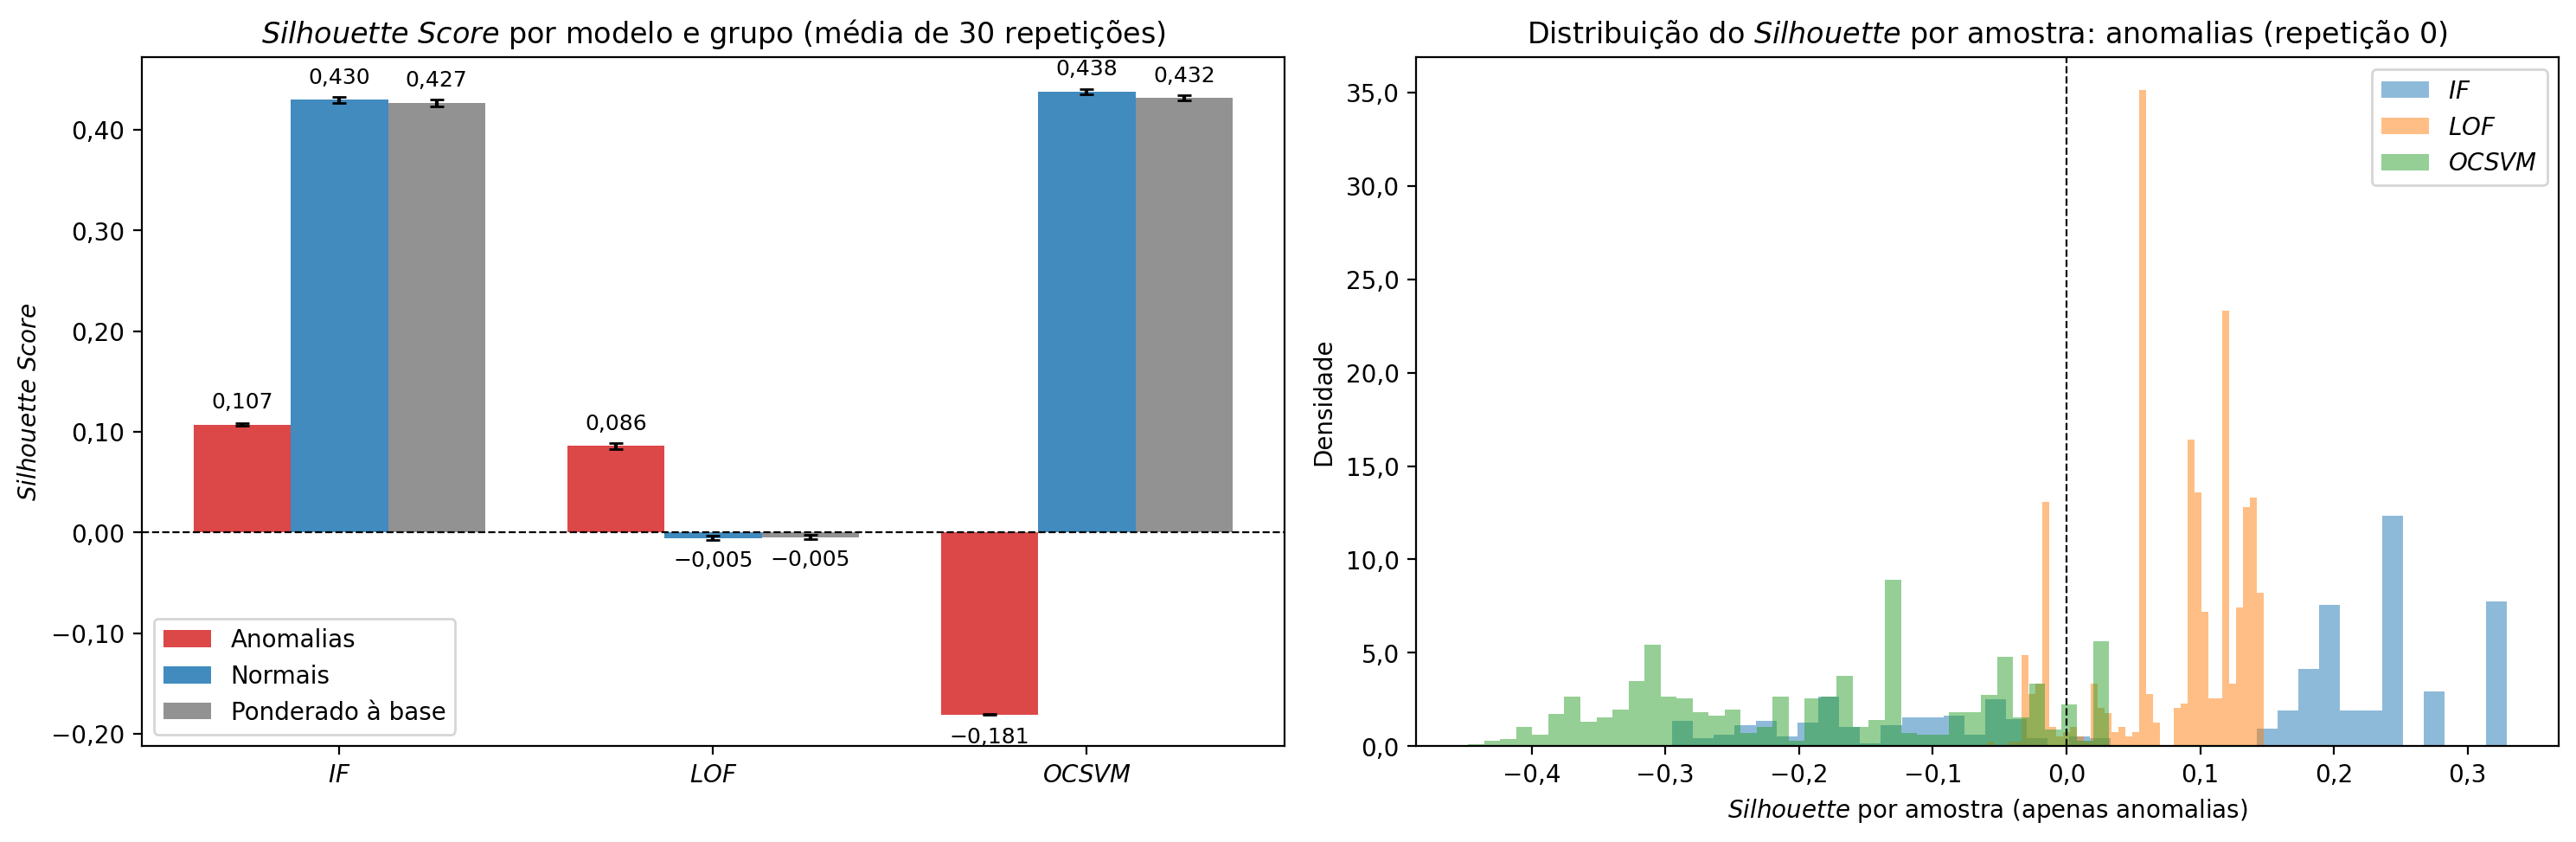 Silhouette Score por modelo e grupo (média de 30 repetições)
Silhouette Score
0,40
0,30
0,20
0,10
0,00
−0,10
−0,20
0,430
0,427
0,438
0,432
0,107
0,086
−0,005
−0,005
−0,181
Anomalias
Normais
Ponderado à base
IF
LOF
OCSVM
Distribuição do Silhouette por amostra: anomalias (repetição 0)
Densidade
35,0
30,0
25,0
20,0
15,0
10,0
5,0
0,0
IF
LOF
OCSVM
−0,4
−0,3
−0,2
−0,1
0,0
0,1
0,2
0,3
Silhouette por amostra (apenas anomalias)